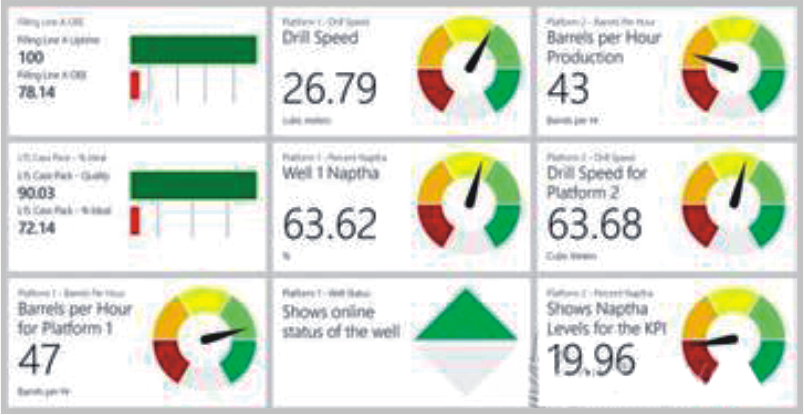 Filling Line A OEE
Filling Line A Uptime
100
Filling Line A OEE
78.14
Platform 1 - Drill Speed
Drill Speed
26.79
cubic meters
Platform 2 - Barrels Per Hour
Barrels per Hour
Production
43
Barrels per Hr
Case Pack - % Ideal
Case Pack - Quality
90.03
Case Pack - % Ideal
72.14
Platform 1 - Percent Naptha
Well 1 Naptha
63.62
%
Platform 2 - Drill Speed
Drill Speed for
Platform 2
63.68
Cubic Meters
Platform 1 - Barrels Per Hour
Barrels per Hour
for Platform 1
47
Barrels per Hr
Platform 1 - Well Status
Shows online
status of the well
Platform 2 - Percent Naptha
Shows Naptha
Levels for the KPI
19.96